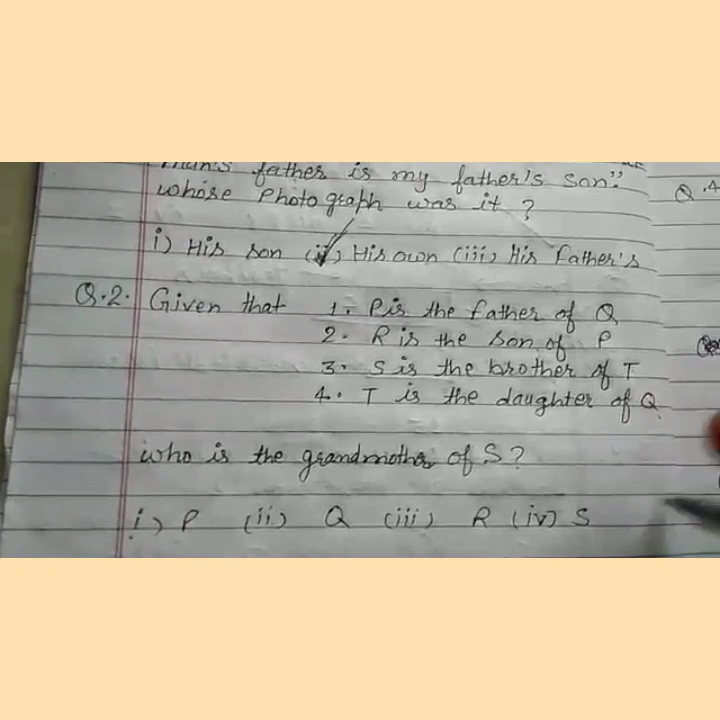 man's father is my father's son".
whose Photograph was it ?
i) His son (ii) His own (iii) His father's
Q.2. Given that 1. P is the father of Q
2. R is the son of P
3. S is the brother of T
4. T is the daughter of Q
who is the grandmother of S?
i) P (ii) Q (iii) R (iv) S
Q.4